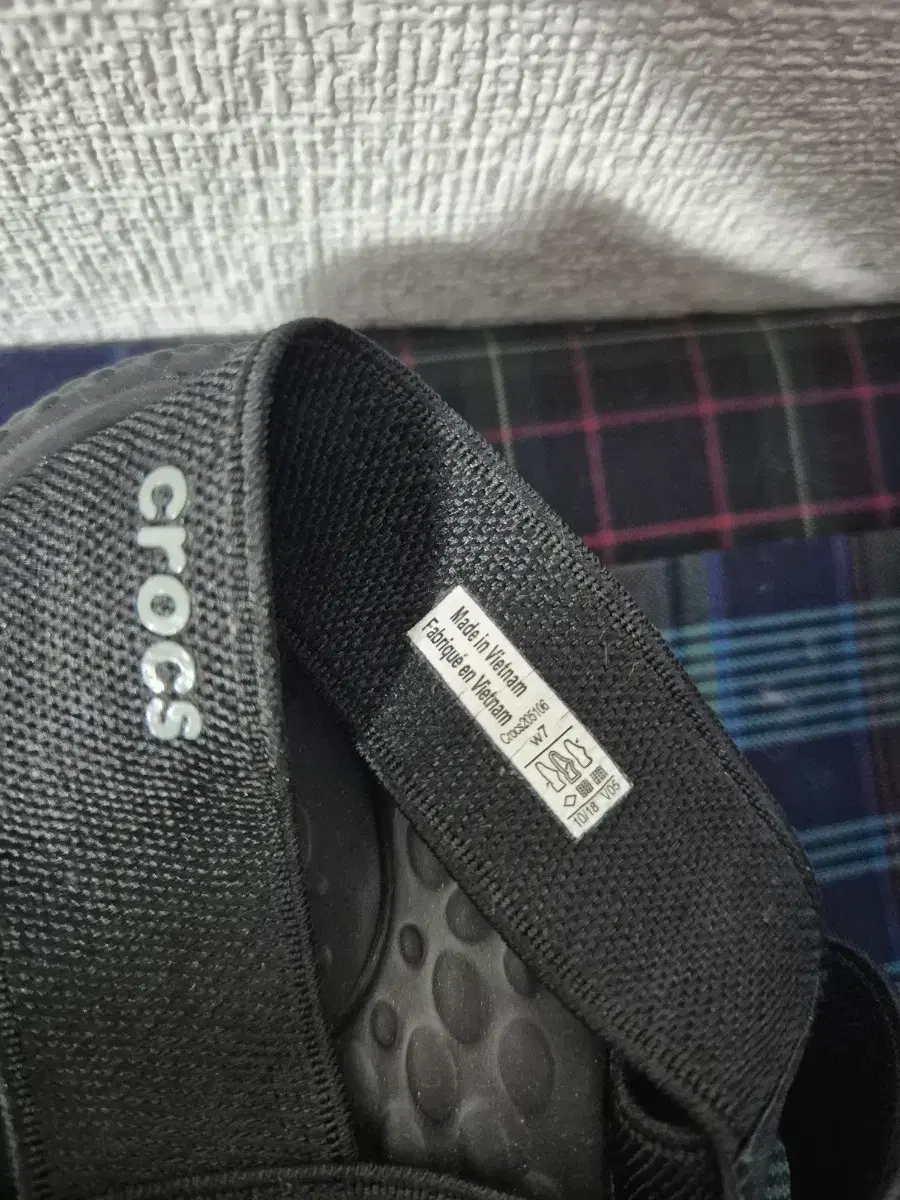 crocs
Made in Vietnam
Fabriqué en Vietnam
Crocs205106
W7
10/18 V05